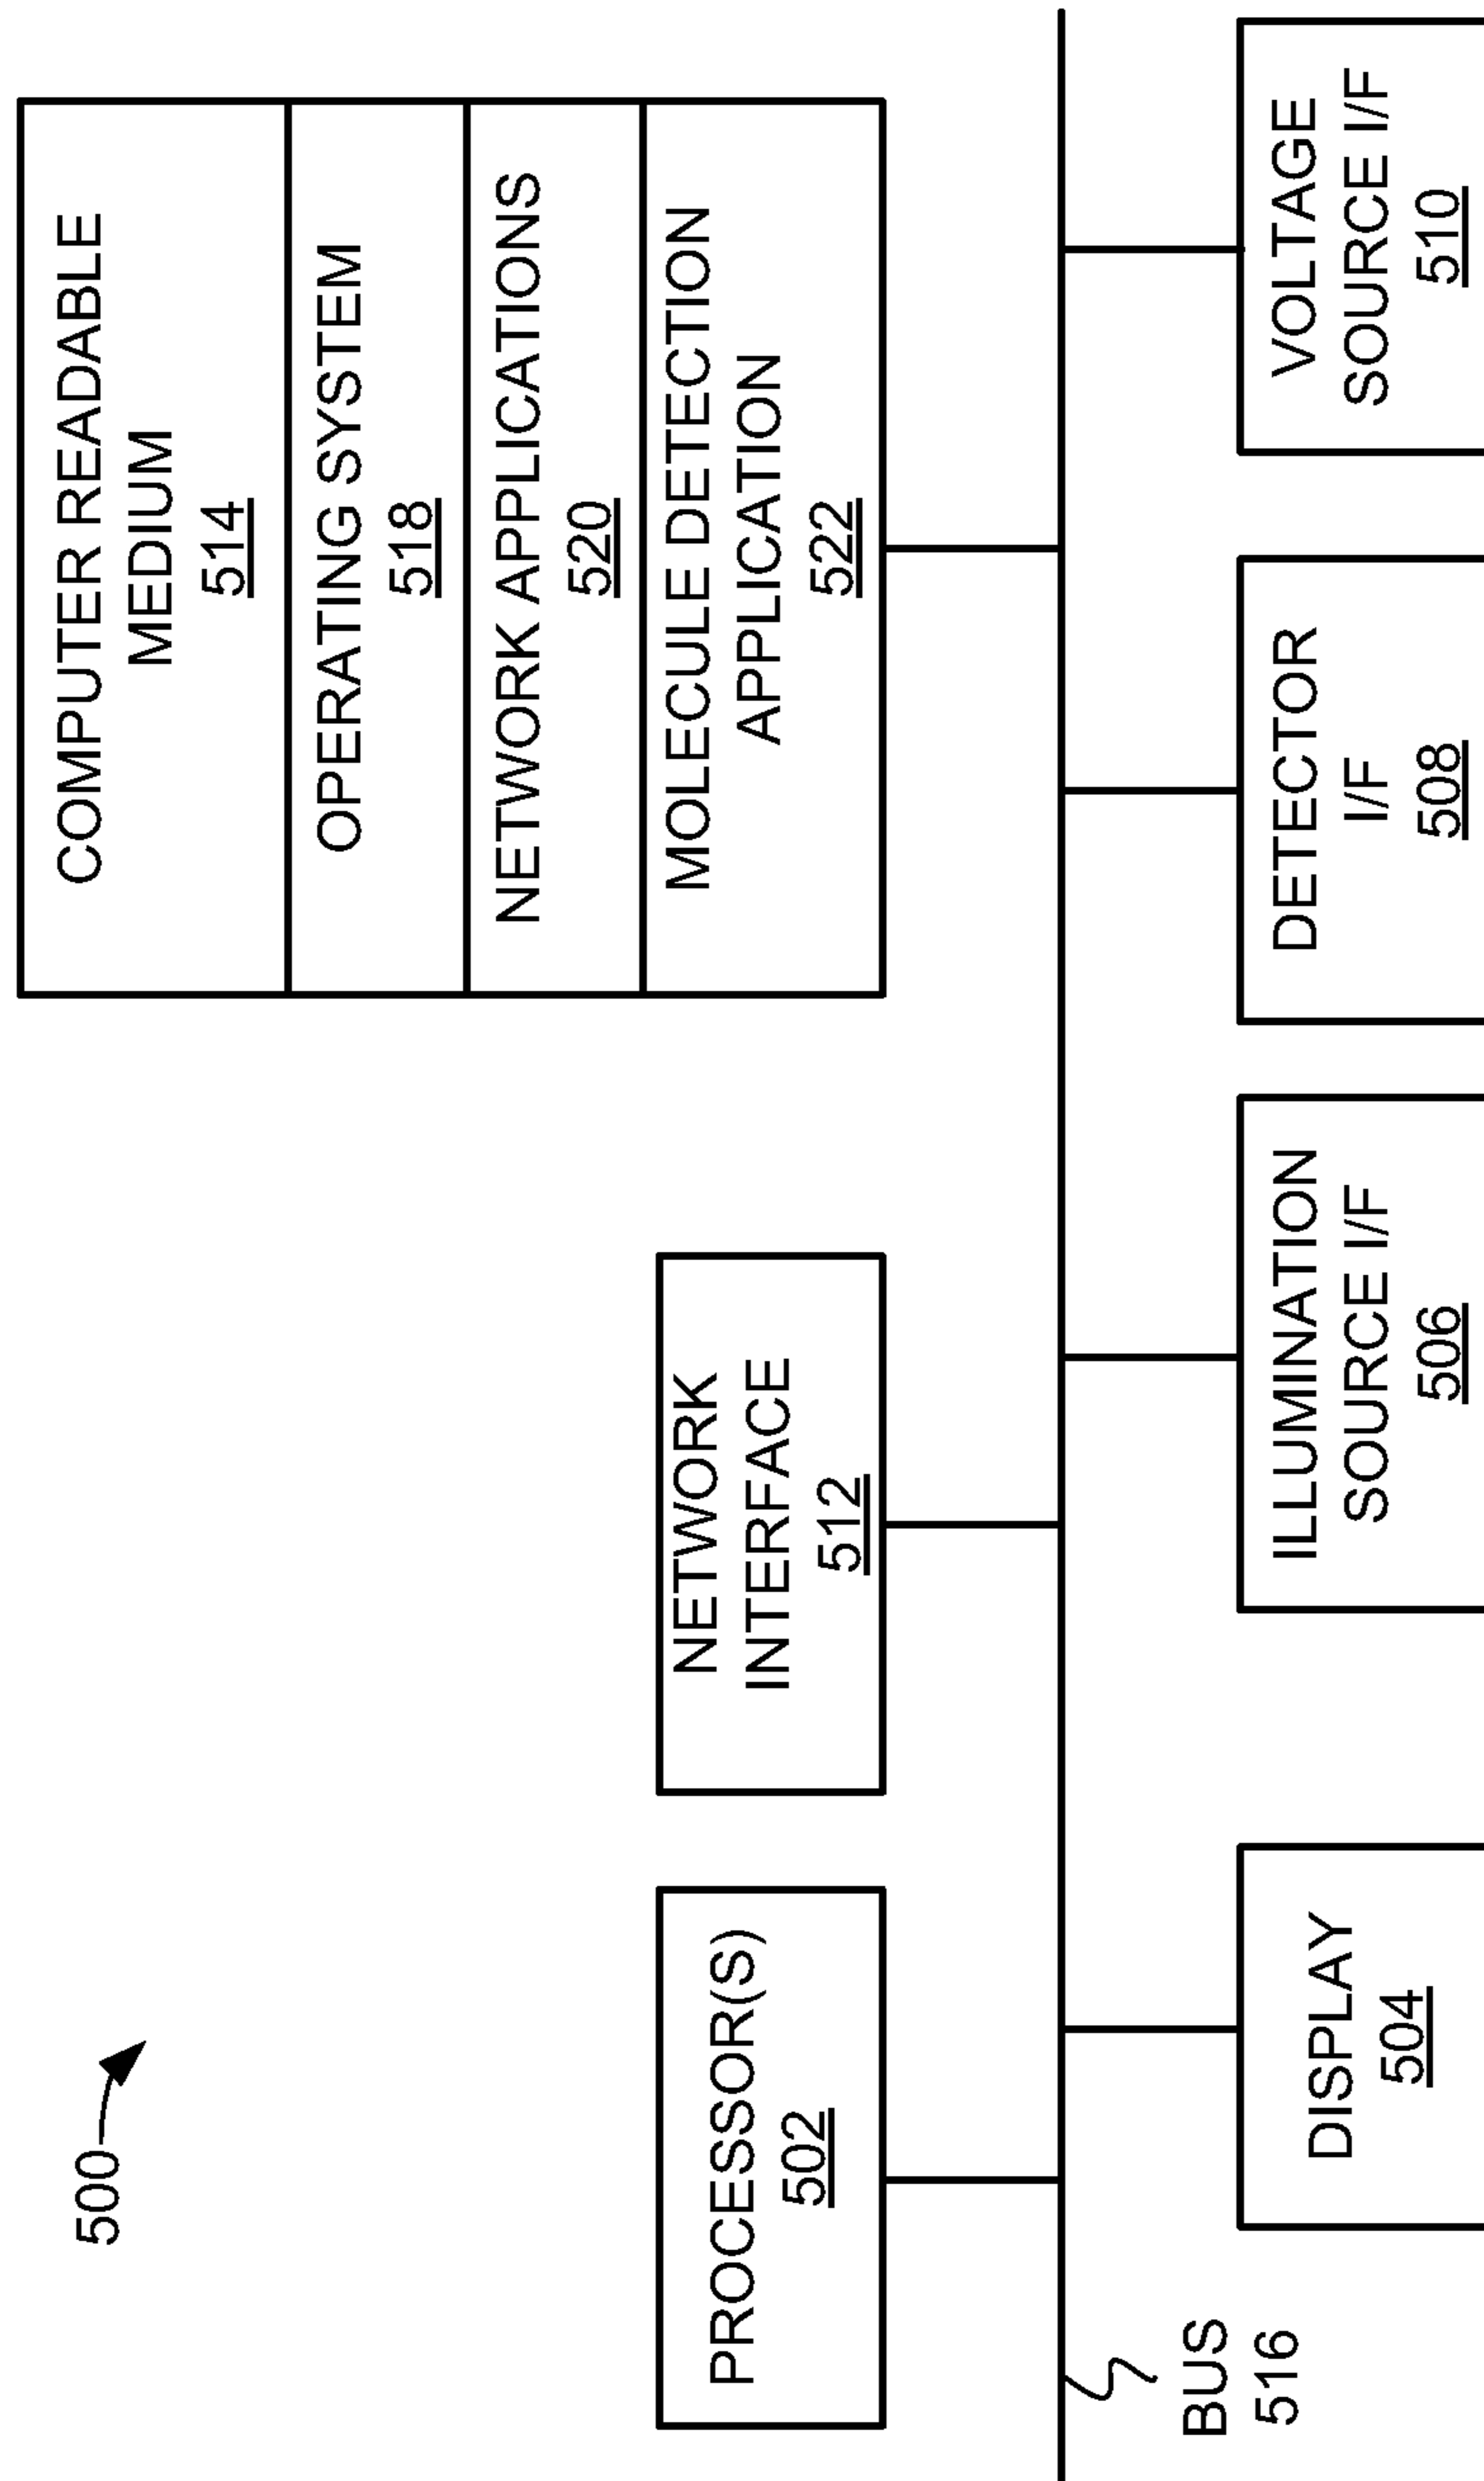 500
COMPUTER READABLE
MEDIUM
514
OPERATING SYSTEM
518
NETWORK APPLICATIONS
520
MOLECULE DETECTION
APPLICATION
522
PROCESSOR(S)
502
NETWORK
INTERFACE
512
BUS
516
DISPLAY
504
ILLUMINATION
SOURCE I/F
506
DETECTOR
I/F
508
VOLTAGE
SOURCE I/F
510